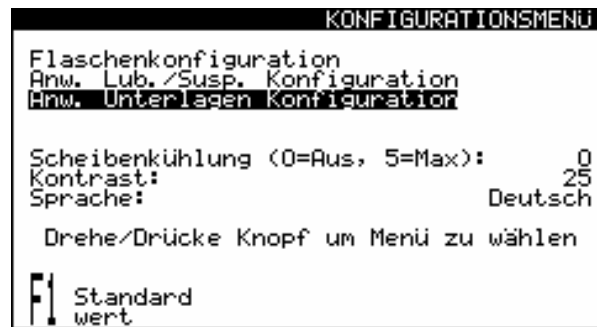 KONFIGURATIONSMENÜ
Flaschenkonfiguration
Anw. Lub./Susp. Konfiguration
Anw. Unterlagen Konfiguration
Scheibenkühlung (0=Aus, 5=Max): 0
Kontrast: 25
Sprache: Deutsch
Drehe/Drücke Knopf um Menü zu wählen
F1 Standard
wert